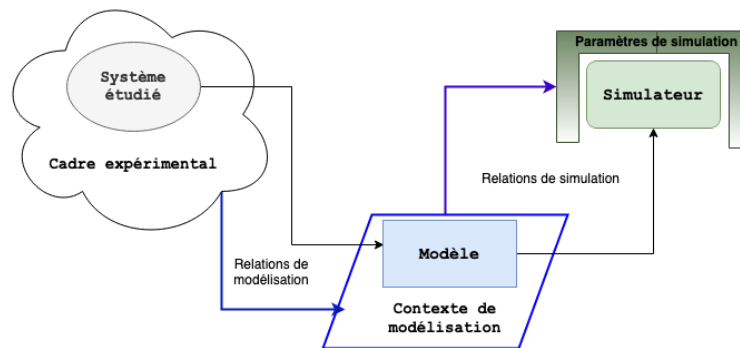 Paramètres de simulation
Système
étudié
Simulateur
Cadre expérimental
Relations de simulation
Modèle
Relations de
modélisation
Contexte de
modélisation